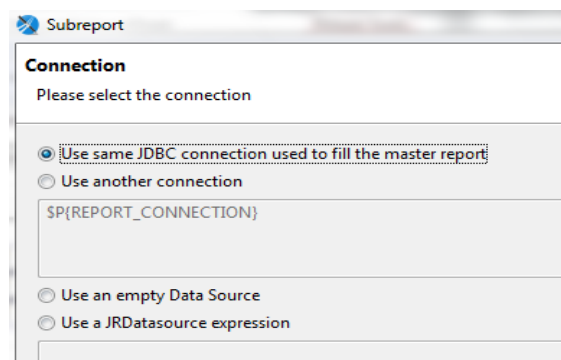 Subreport
Connection
Please select the connection
Use same JDBC connection used to fill the master report
Use another connection
$P{REPORT_CONNECTION}
Use an empty Data Source
Use a JRDatasource expression